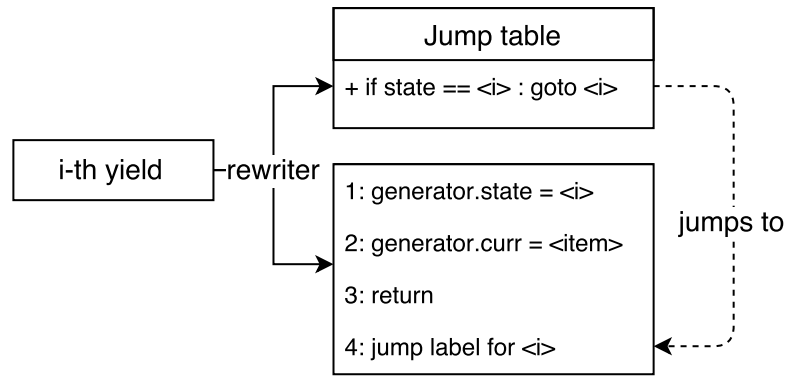 Jump table
+ if state == <i> : goto <i>
i-th yield
rewriter
1: generator.state = <i>
2: generator.curr = <item>
3: return
4: jump label for <i>
jumps to